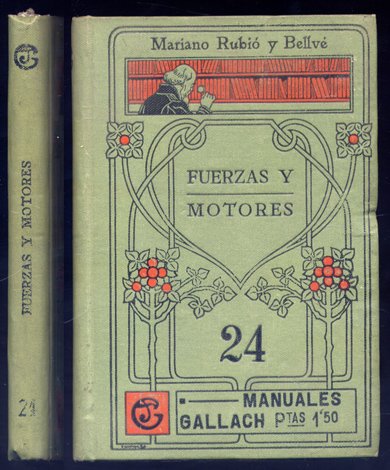 FUERZAS Y MOTORES
24
Mariano Rubió y Bellvé
FUERZAS Y
MOTORES
24
MANUALES
GALLACH PTAS 1'50